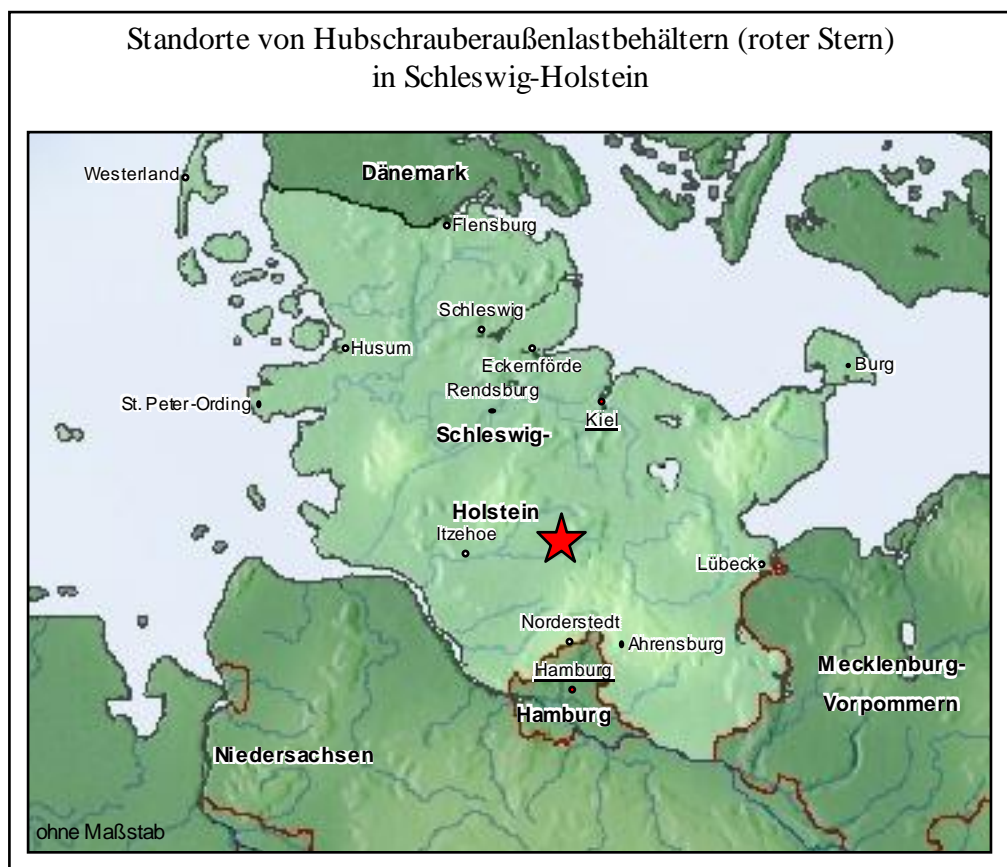 Standorte von Hubschrauberaußenlastbehältern (roter Stern)
in Schleswig-Holstein
Westerland
Dänemark
Flensburg
Schleswig
Husum
Eckernförde
Burg
Rendsburg
St. Peter-Ording
Kiel
Schleswig-
Holstein
Itzehoe
Lübeck
Norderstedt
Ahrensburg
Hamburg
Mecklenburg-
Vorpommern
Hamburg
Niedersachsen
ohne Maßstab